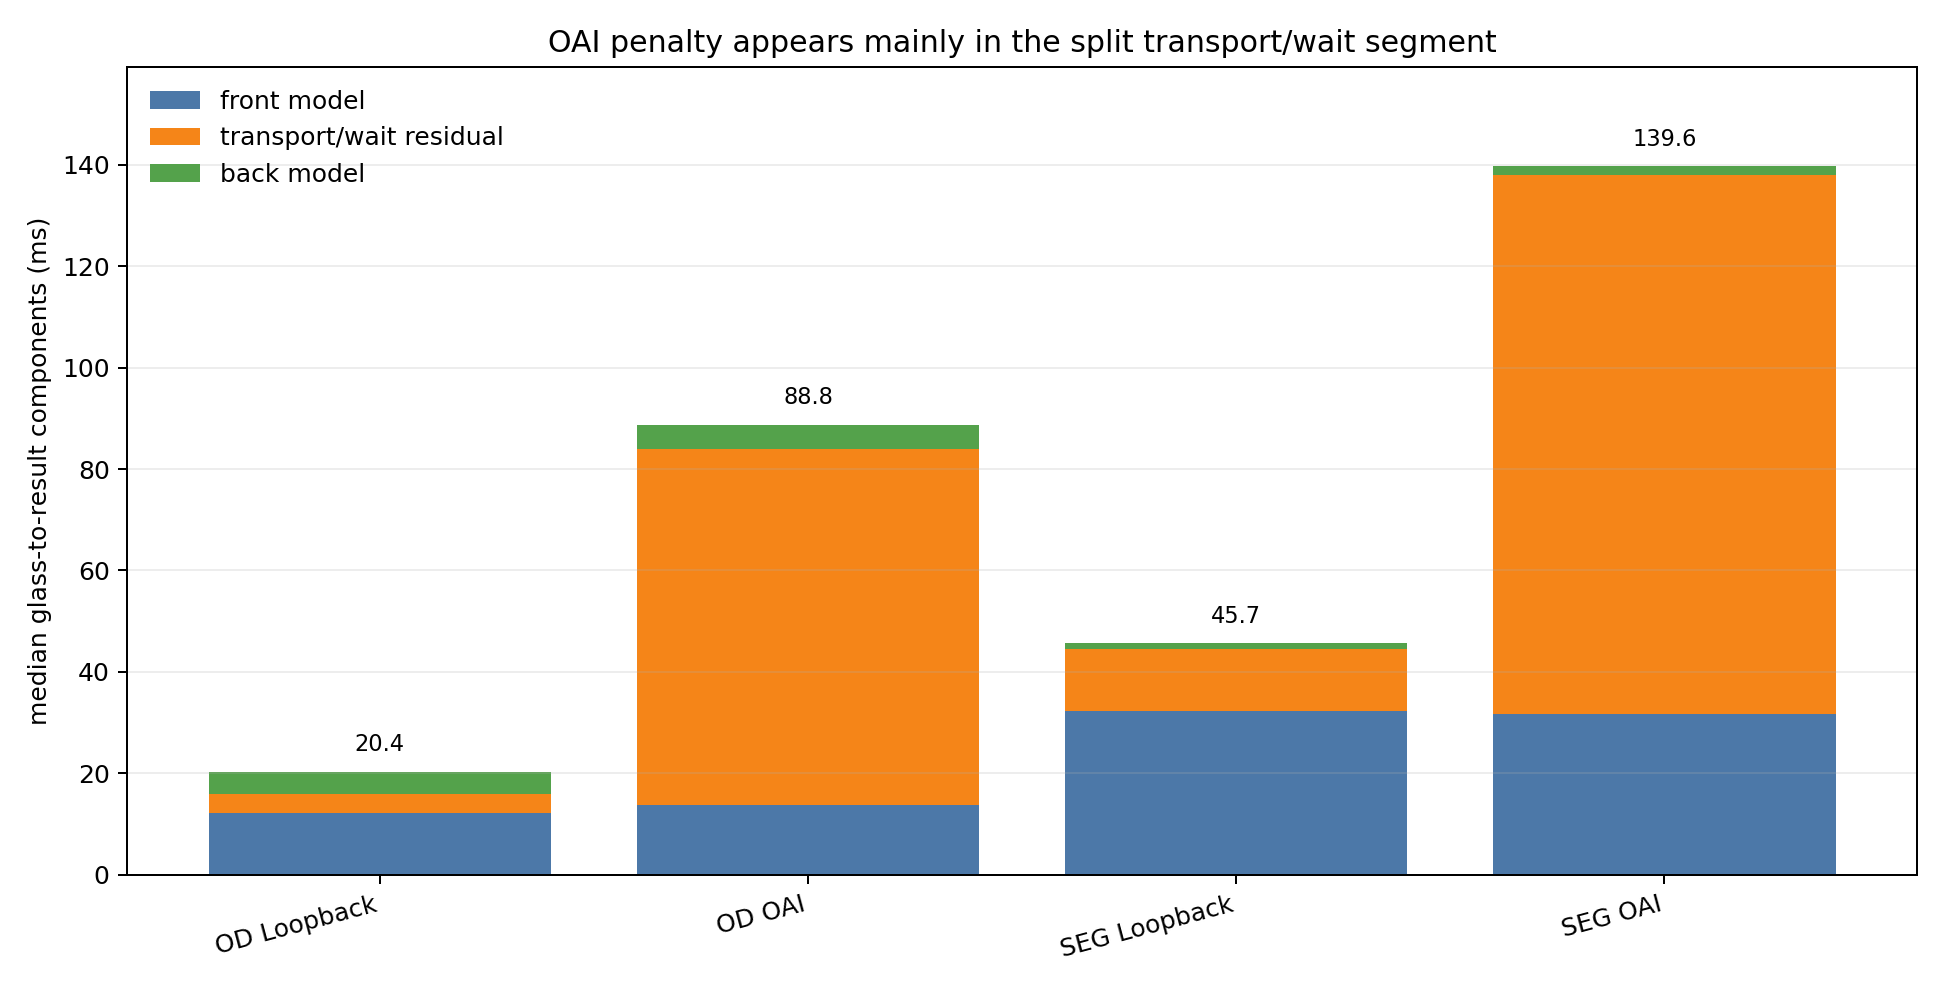 OAI penalty appears mainly in the split transport/wait segment
front model
transport/wait residual
back model
median glass-to-result components (ms)
140
120
100
80
60
40
20
0
20.4
88.8
45.7
139.6
OD Loopback
OD OAI
SEG Loopback
SEG OAI